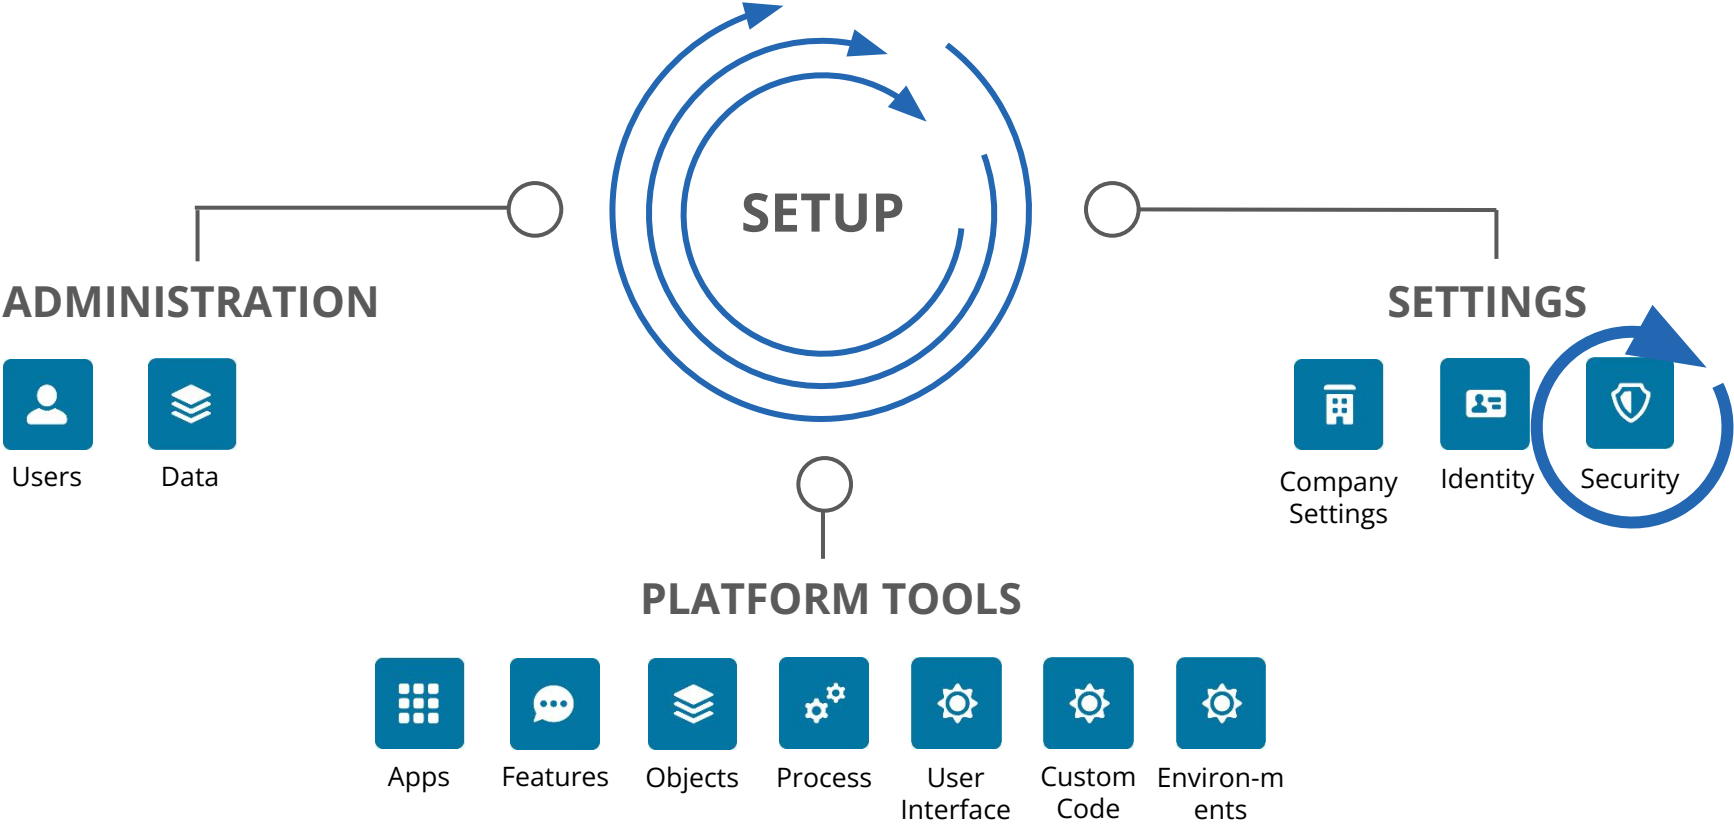 SETUP
ADMINISTRATION
Users
Data
SETTINGS
Company
Settings
Identity
Security
PLATFORM TOOLS
Apps
Features
Objects
Process
User
Interface
Custom
Code
Environ-m
ents